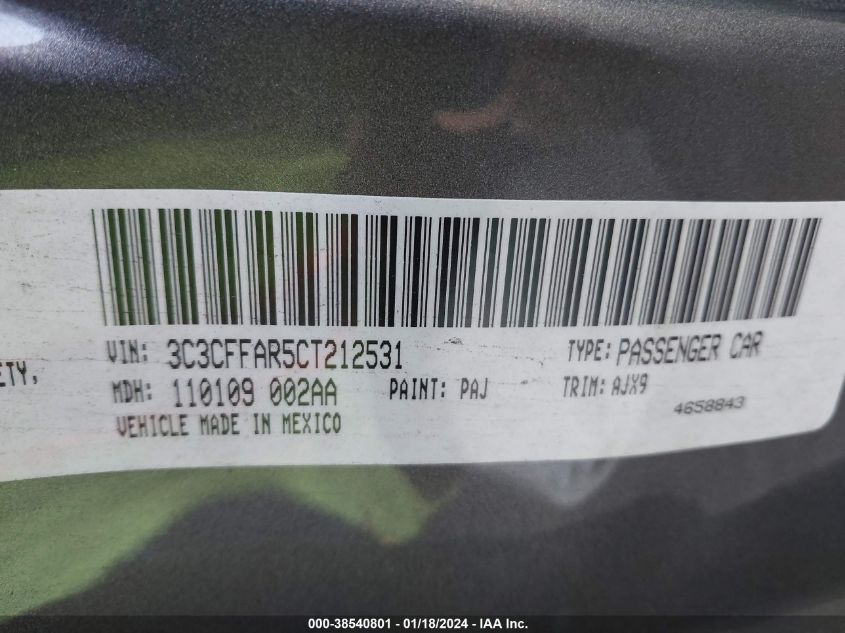 VIN: 3C3CFFAR5CT212531 TYPE: PASSENGER CAR
ETY,
MDH: 110109 002AA PAINT: PAJ TRIM: AJX9
4658843
VEHICLE MADE IN MEXICO
000-38540801 - 01/18/2024 - IAA Inc.